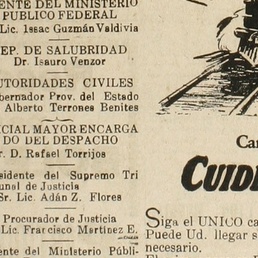 ENTE DEL MINISTERIO
PUBLICO FEDERAL
Lic. Issac Guzmán Valdivia
EP. DE SALUBRIDAD
Dr. Isauro Venzor
UTORIDADES CIVILES
bernador Prov. del Estado
Alberto Terrones Benites
CIAL MAYOR ENCARGA
DO DEL DESPACHO
r. D. Rafael Torrijos
sidente del Supremo Tri
unal de Justicia
Sr. Lic. Adán Z. Flores
Procurador de Justicia
Lic. Francisco Martínez E.
ente del Ministerio Públi-
Ca
CUID
Siga el UNICO ca
Puede Ud. llegar s
necesario.